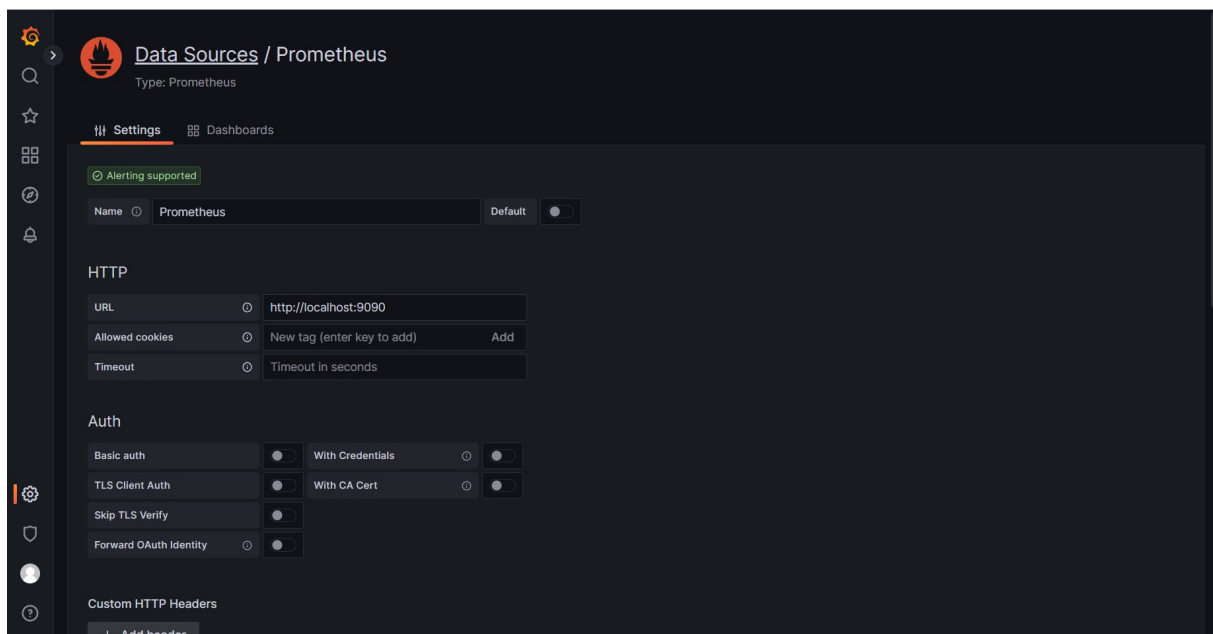 Data Sources / Prometheus
Type: Prometheus
Settings Dashboards
Alerting supported
Name Prometheus Default
HTTP
URL http://localhost:9090
Allowed cookies New tag (enter key to add) Add
Timeout Timeout in seconds
Auth
Basic auth With Credentials
TLS Client Auth With CA Cert
Skip TLS Verify
Forward OAuth Identity
Custom HTTP Headers
+ Add header